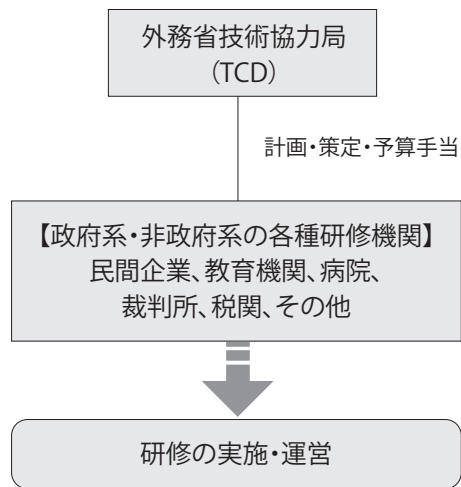 外務省技術協力局
(TCD)
計画・策定・予算手当
【政府系・非政府系の各種研修機関】
民間企業、教育機関、病院、
裁判所、税関、その他
研修の実施・運営